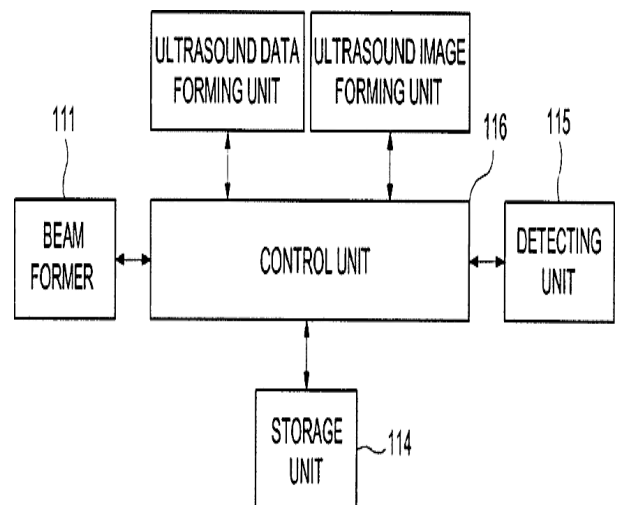 ULTRASOUND DATA
FORMING UNIT
ULTRASOUND IMAGE
FORMING UNIT
111
116
115
BEAM
FORMER
CONTROL UNIT
DETECTING
UNIT
STORAGE
UNIT
114